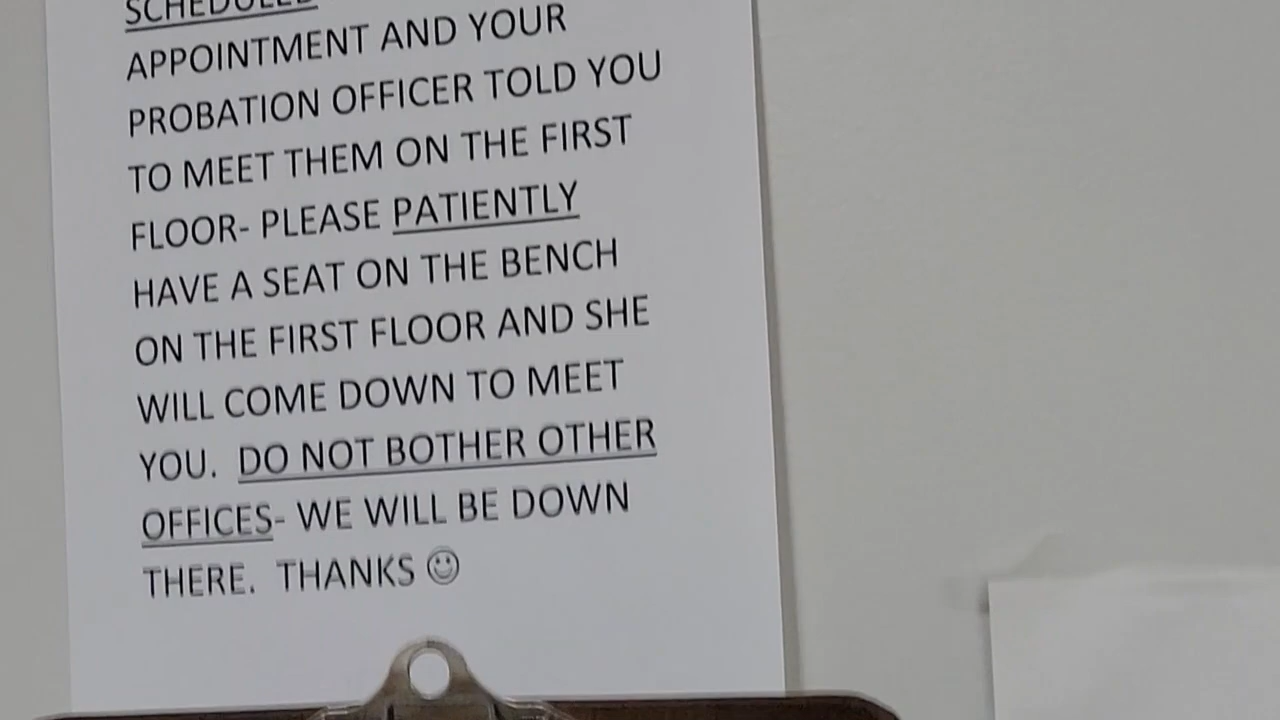 SCHEDULED
APPOINTMENT AND YOUR
PROBATION OFFICER TOLD YOU
TO MEET THEM ON THE FIRST
FLOOR- PLEASE PATIENTLY
HAVE A SEAT ON THE BENCH
ON THE FIRST FLOOR AND SHE
WILL COME DOWN TO MEET
YOU. DO NOT BOTHER OTHER
OFFICES- WE WILL BE DOWN
THERE. THANKS ☺